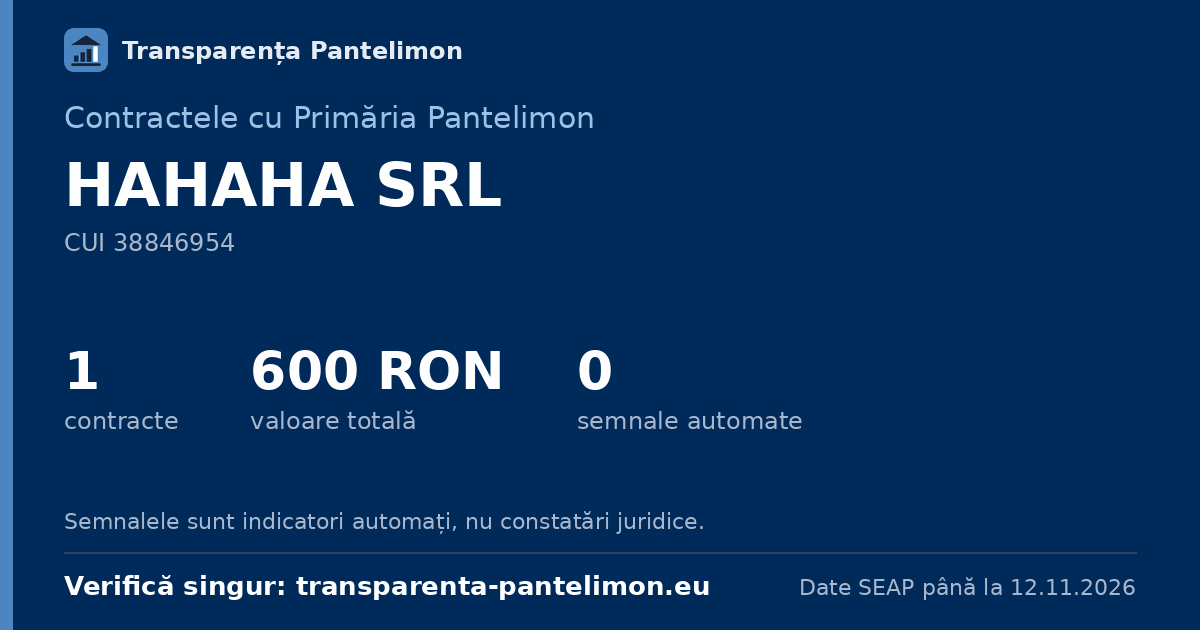 Transparența Pantelimon
Contractele cu Primăria Pantelimon
HAHAHA SRL
CUI 38846954
1
contracte
600 RON
valoare totală
0
semnale automate
Semnalele sunt indicatori automați, nu constatări juridice.
Verifică singur: transparenta-pantelimon.eu
Date SEAP până la 12.11.2026